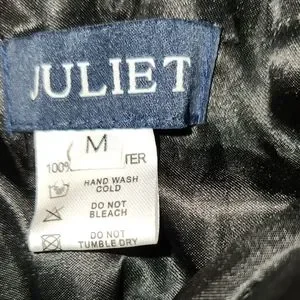 JULIET
M
100%
HAND WASH
COLD
DO NOT
BLEACH
DO NOT
TUMBLE DRY